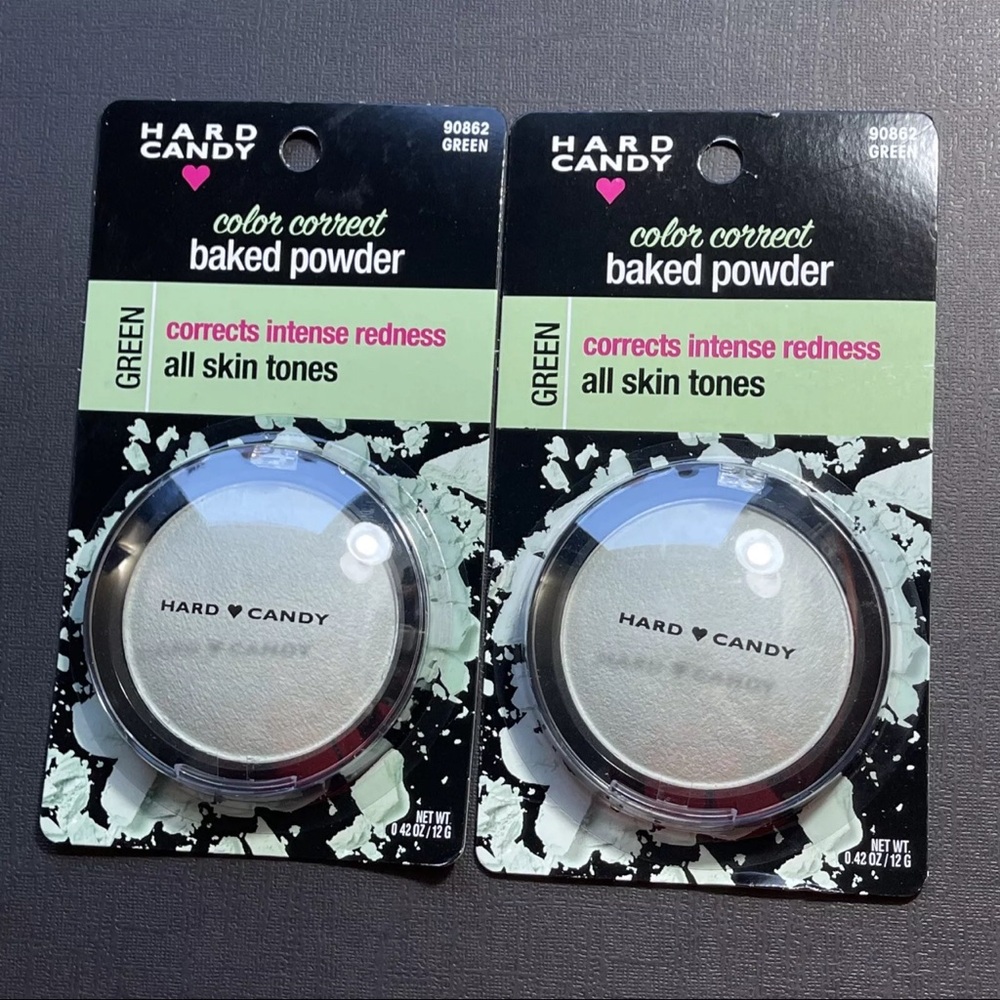 HARD
CANDY
90862
GREEN
color correct
baked powder
GREEN
corrects intense redness
all skin tones
HARD CANDY
NET WT.
0.42 OZ / 12 G
HARD
CANDY
90862
GREEN
color correct
baked powder
GREEN
corrects intense redness
all skin tones
HARD CANDY
NET WT.
0.42 OZ / 12 G